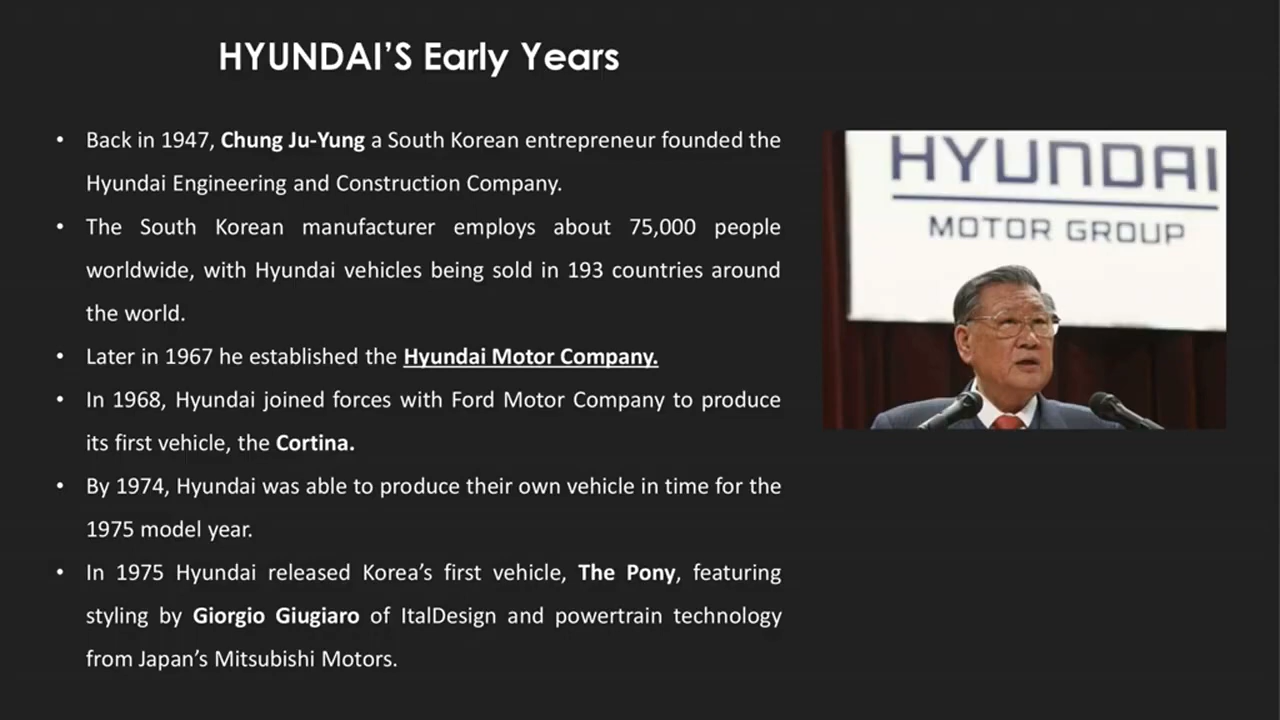 HYUNDAI’S Early Years
• Back in 1947, Chung Ju-Yung a South Korean entrepreneur founded the
Hyundai Engineering and Construction Company.
• The South Korean manufacturer employs about 75,000 people
worldwide, with Hyundai vehicles being sold in 193 countries around
the world.
• Later in 1967 he established the Hyundai Motor Company.
• In 1968, Hyundai joined forces with Ford Motor Company to produce
its first vehicle, the Cortina.
• By 1974, Hyundai was able to produce their own vehicle in time for the
1975 model year.
• In 1975 Hyundai released Korea’s first vehicle, The Pony, featuring
styling by Giorgio Giugiaro of ItalDesign and powertrain technology
from Japan’s Mitsubishi Motors.
HYUNDAI
MOTOR GROUP